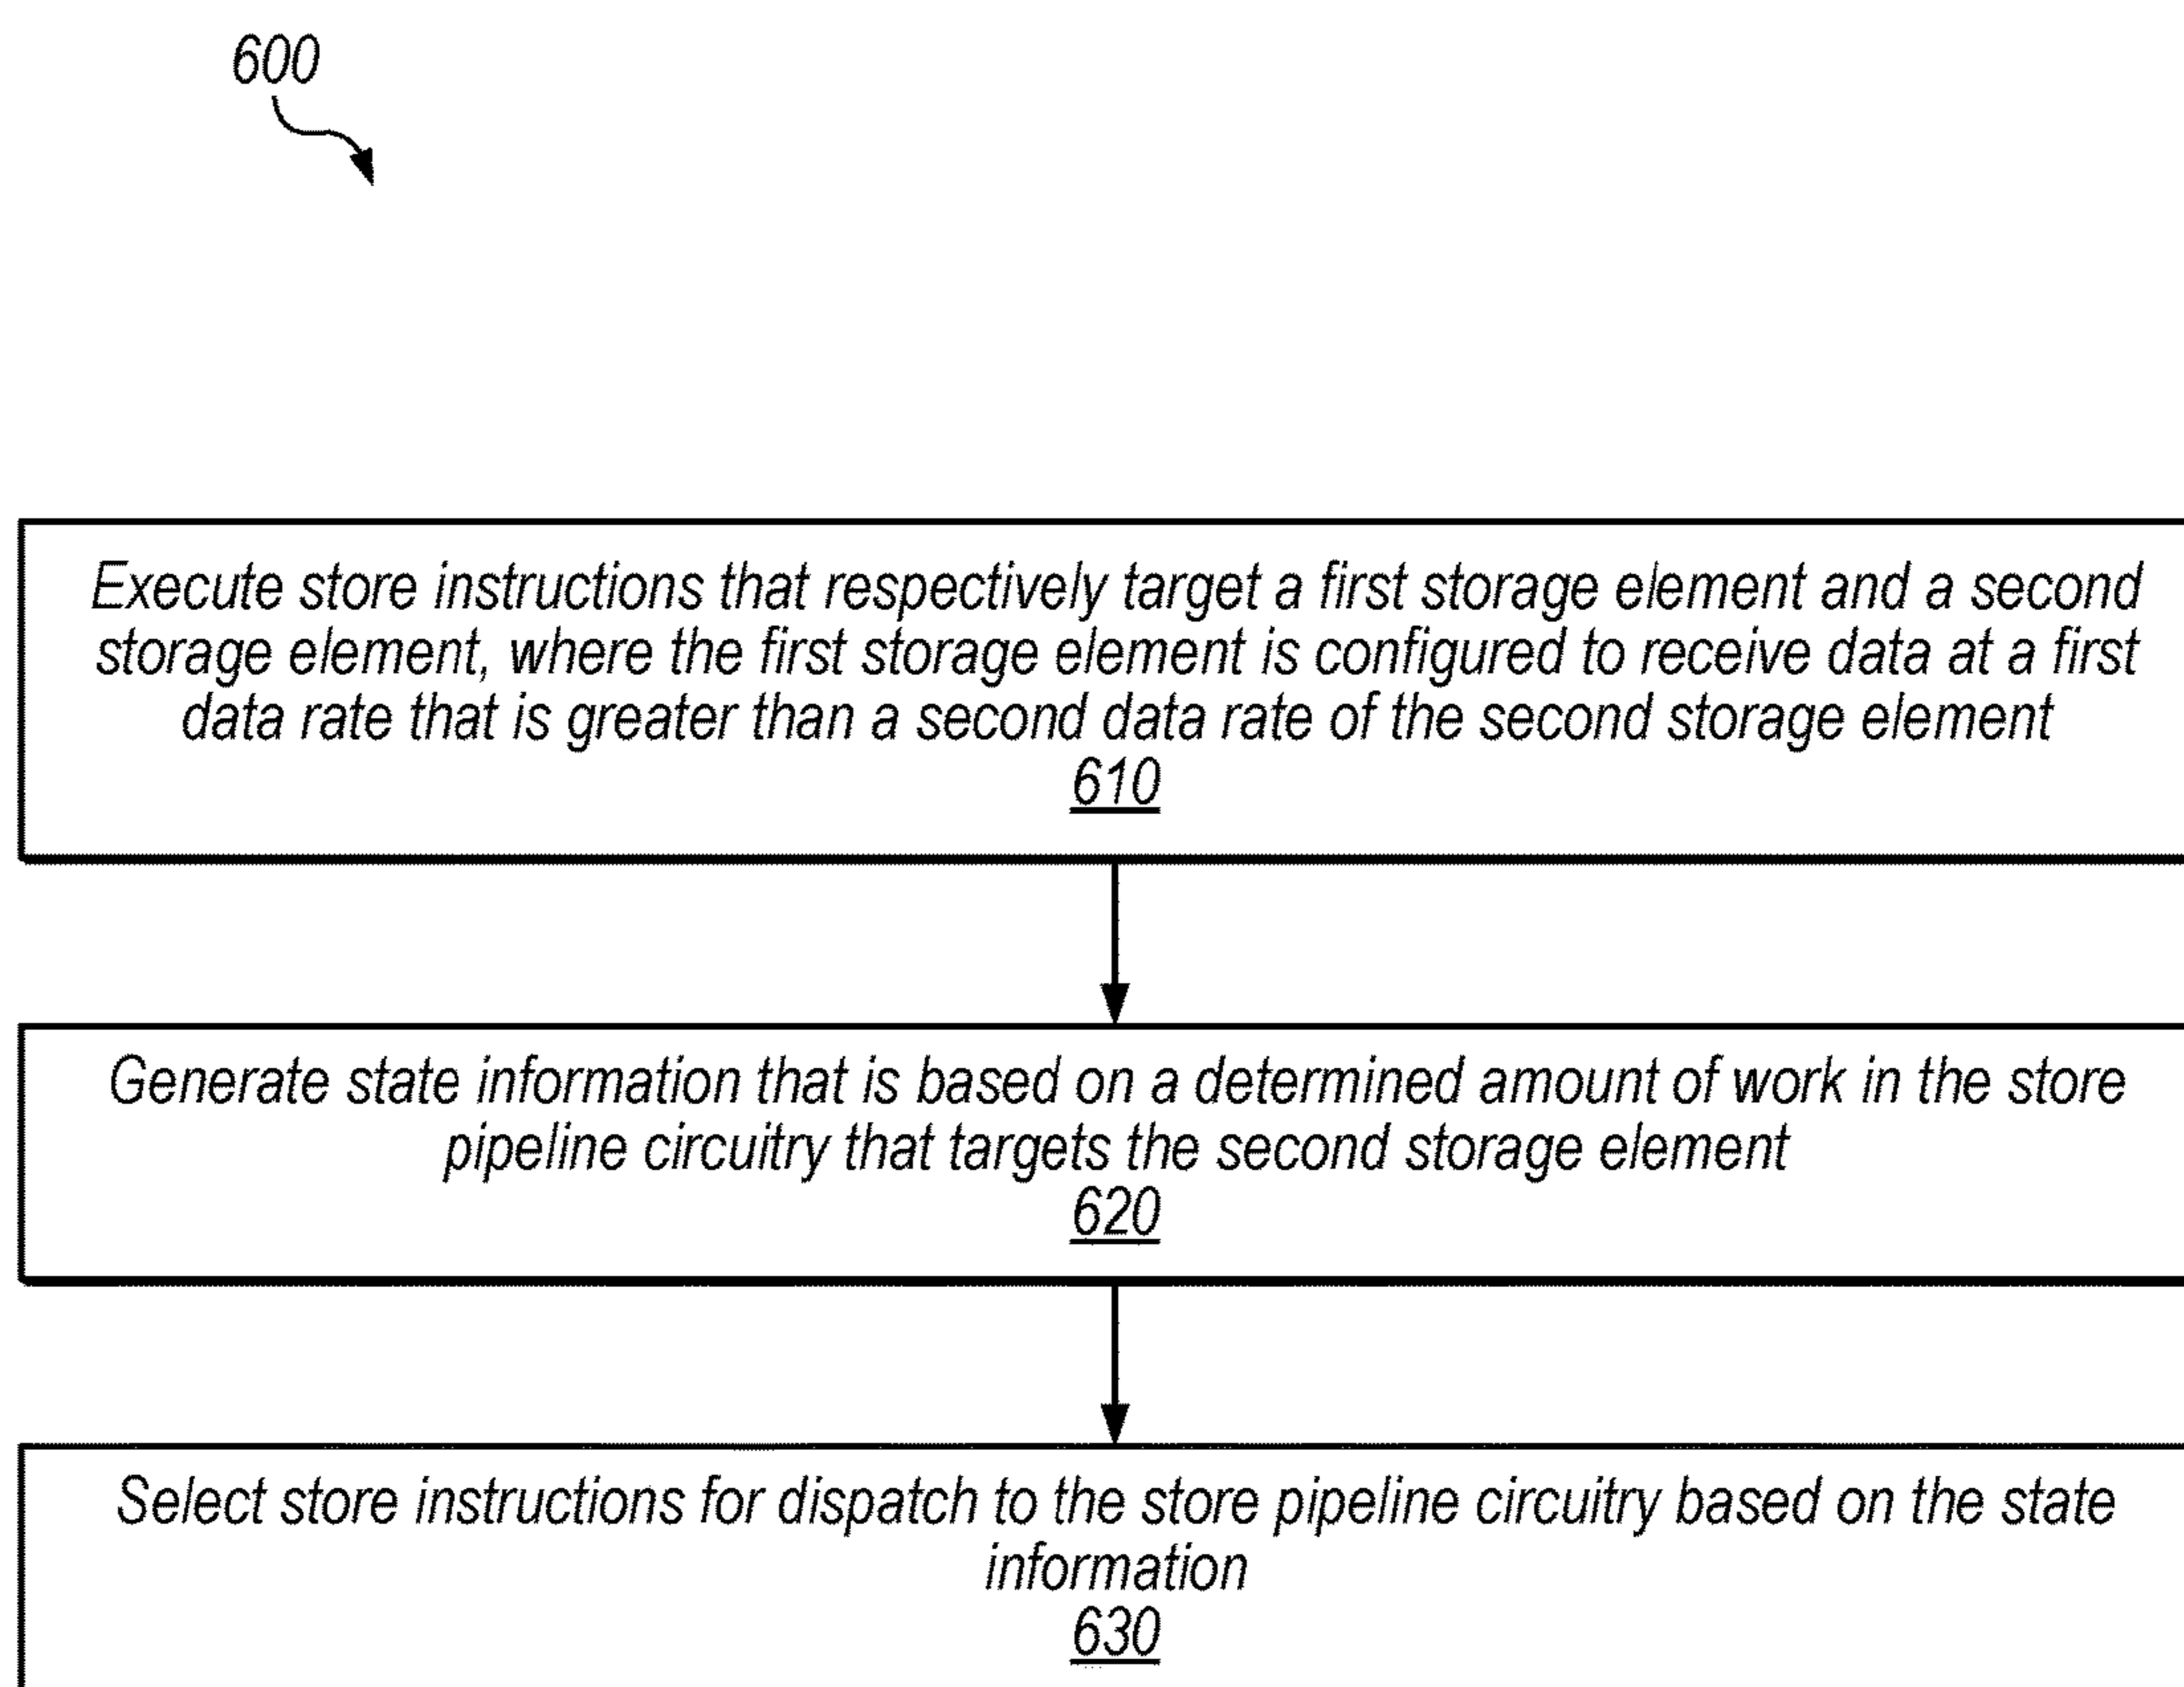 600
Execute store instructions that respectively target a first storage element and a second
storage element, where the first storage element is configured to receive data at a first
data rate that is greater than a second data rate of the second storage element
610
Generate state information that is based on a determined amount of work in the store
pipeline circuitry that targets the second storage element
620
Select store instructions for dispatch to the store pipeline circuitry based on the state
information
630